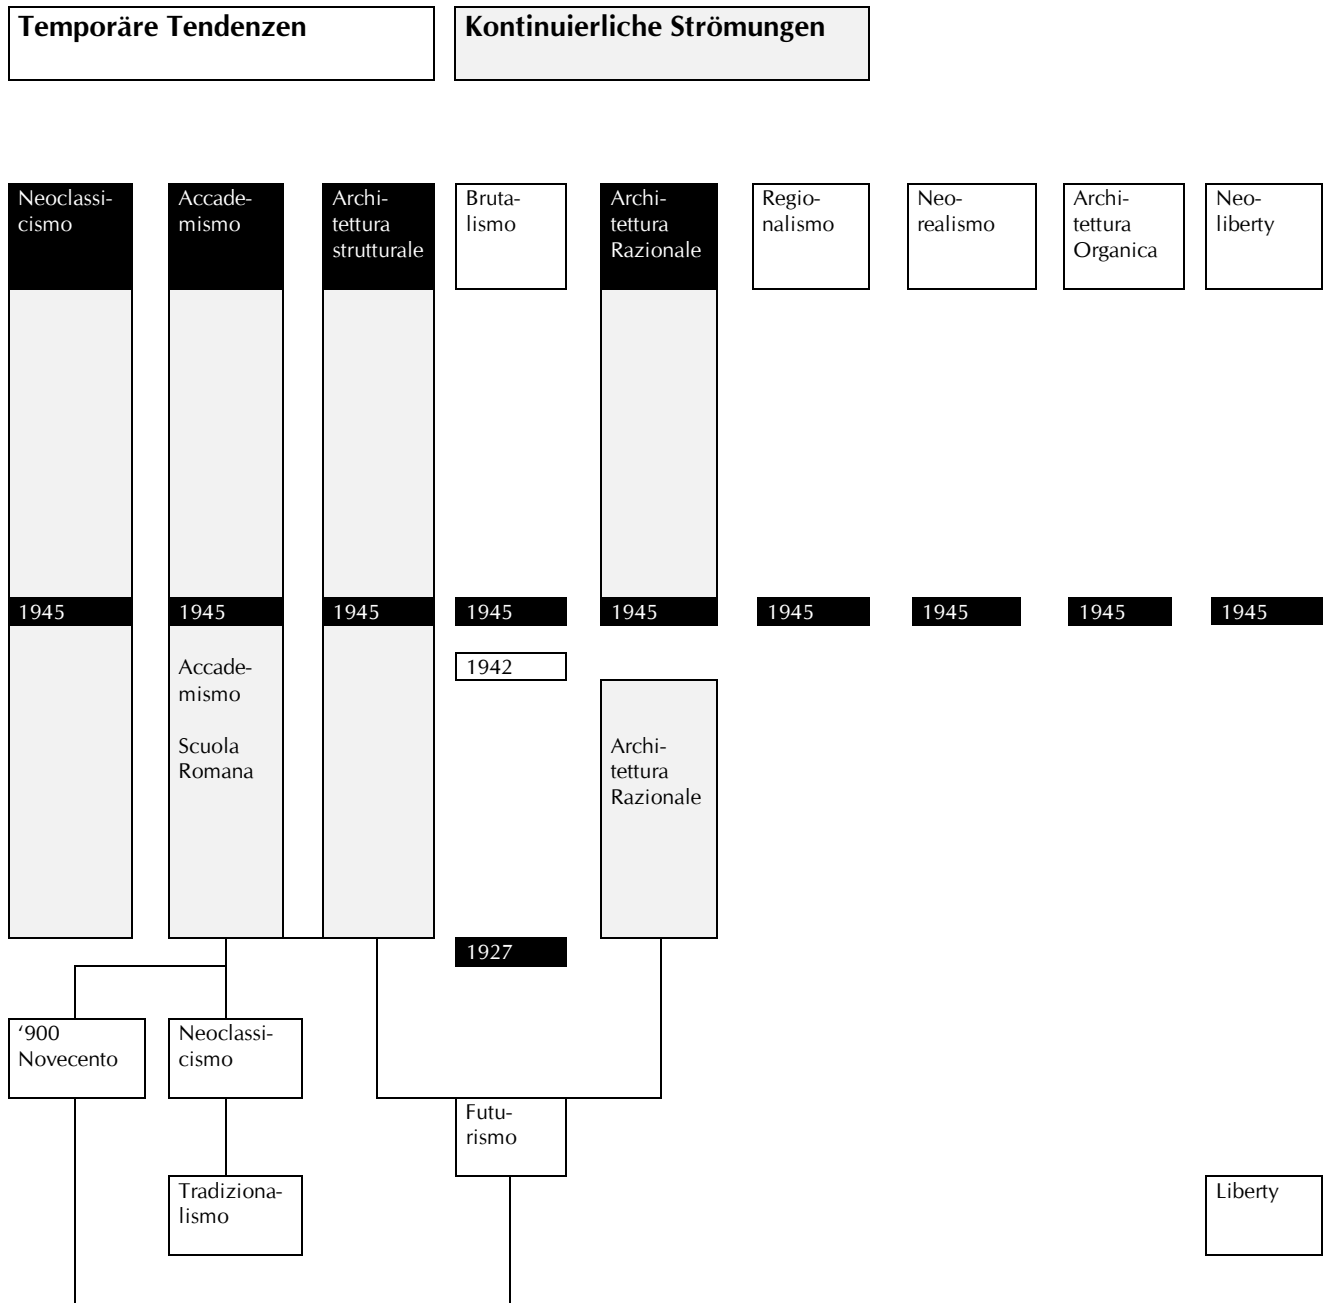 Temporäre Tendenzen
Kontinuierliche Strömungen
Neoclassi-
cismo
Accade-
mismo
Archi-
tettura
strutturale
Bruta-
lismo
Archi-
tettura
Razionale
Regio-
nalismo
Neo-
realismo
Archi-
tettura
Organica
Neo-
liberty
1945
1945
1945
1945
1945
1945
1945
1945
1945
Accade-
mismo
Scuola
Romana
1942
Archi-
tettura
Razionale
1927
‘900
Novecento
Neoclassi-
cismo
Futu-
rismo
Tradiziona-
lismo
Liberty